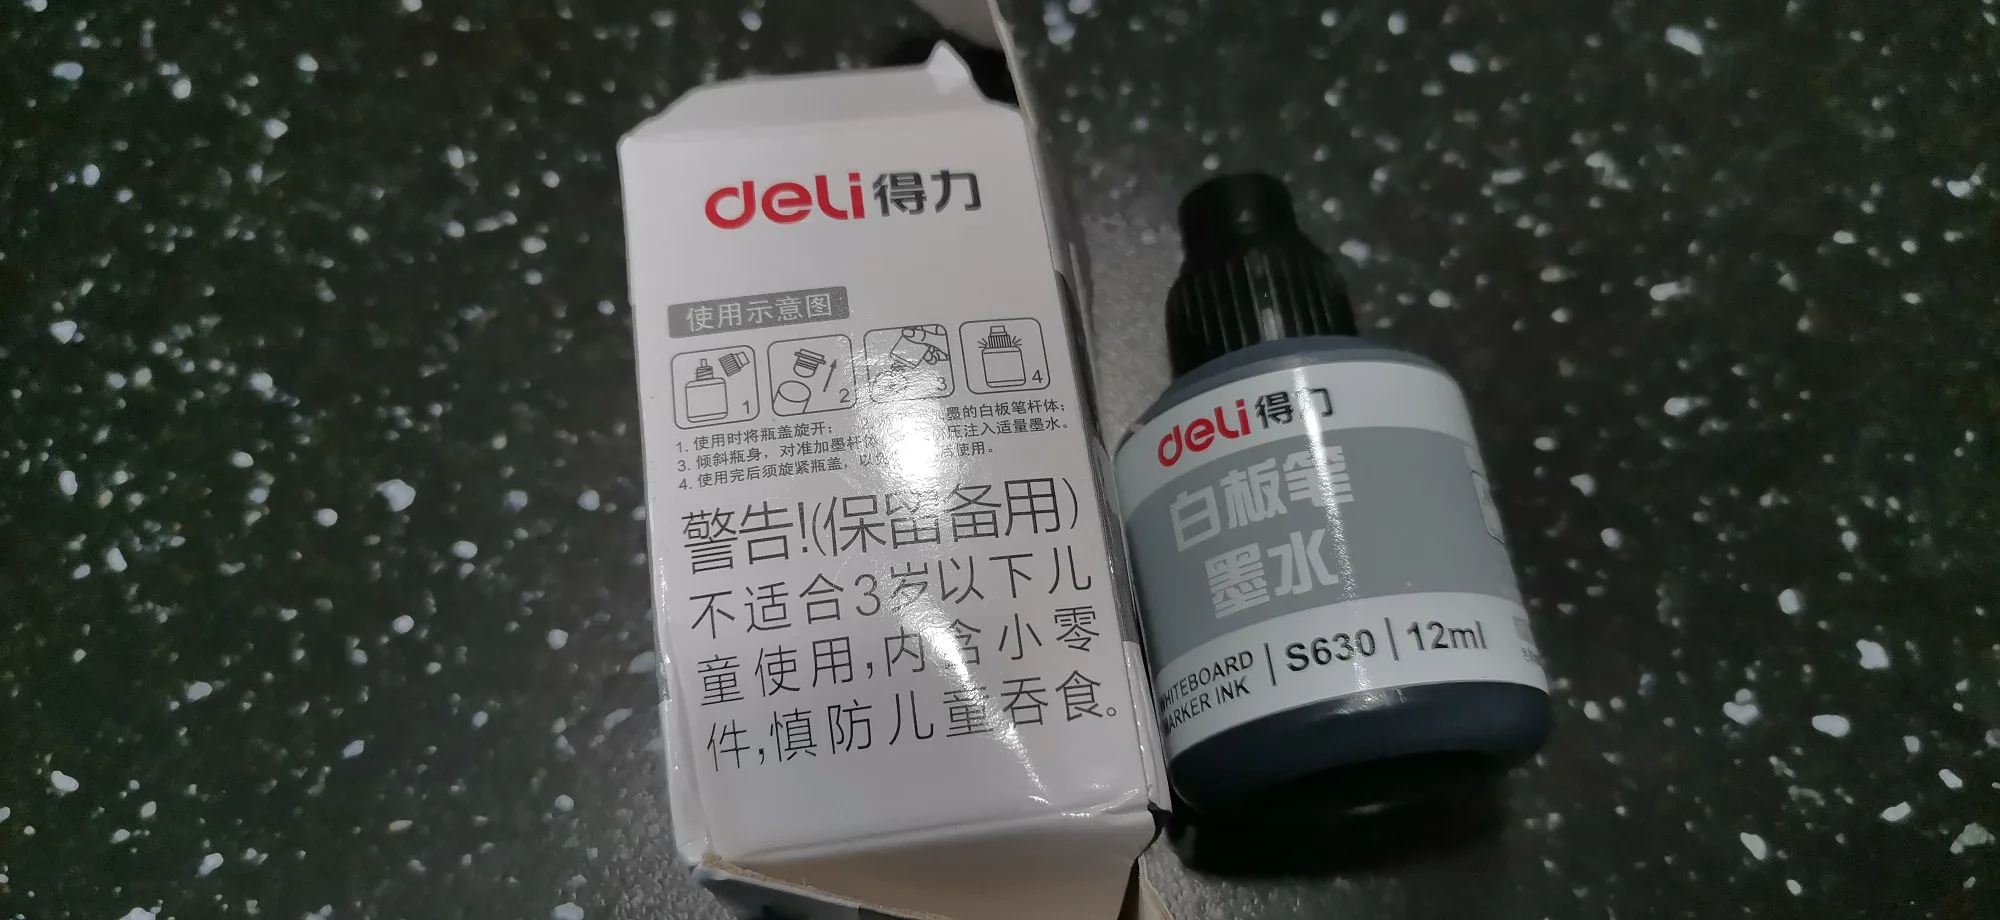 deli得力
使用示意图
1
2
3
4
1. 使用时将瓶盖旋开； 墨的白板笔杆体；
3. 倾斜瓶身，对准加墨杆体 压注入适量墨水。
4. 使用完后须旋紧瓶盖，以 使用。
警告!(保留备用)
不适合3岁以下儿
童使用,内含小零
件,慎防儿童吞食。
deli得力
白板笔
墨水
WHITEBOARD
MARKER INK
S630
12ml